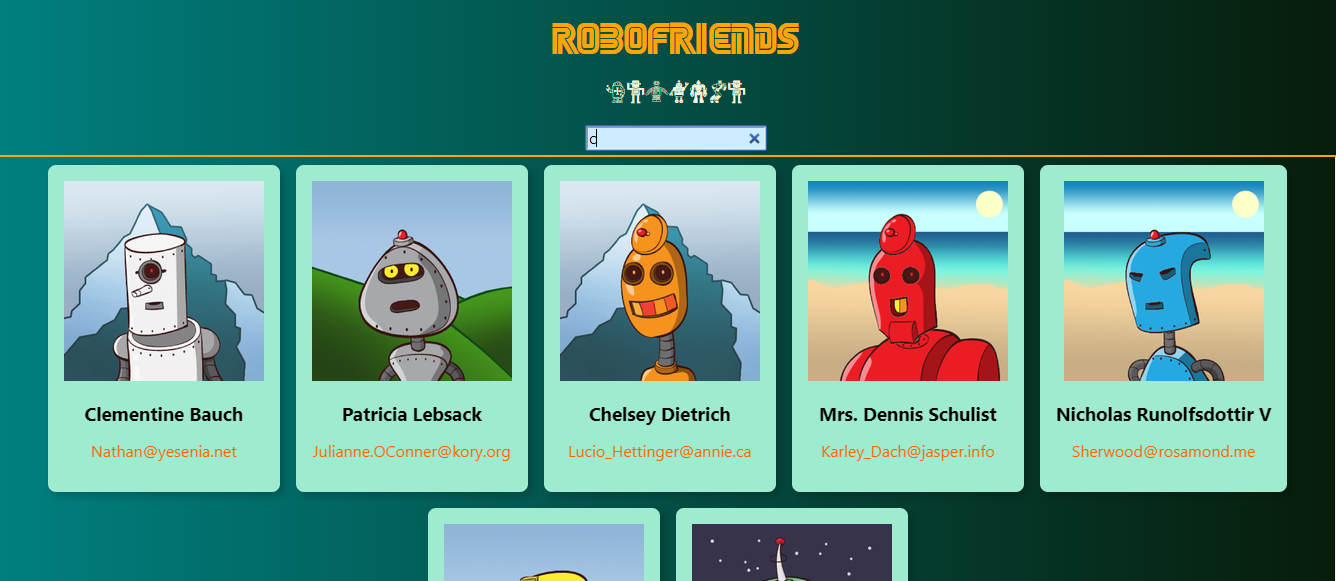 ROBOFRIENDS
c
Clementine Bauch
Nathan@yesenia.net
Patricia Lebsack
Julianne.OConner@kory.org
Chelsey Dietrich
Lucio_Hettinger@annie.ca
Mrs. Dennis Schulist
Karley_Dach@jasper.info
Nicholas Runolfsdottir V
Sherwood@rosamond.me